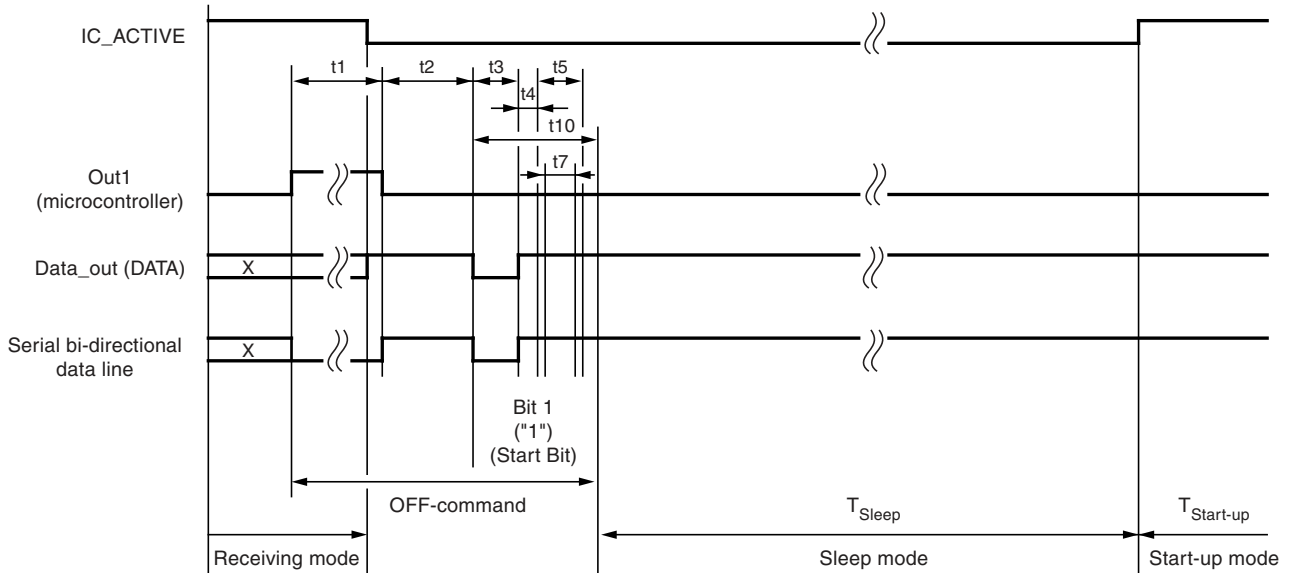 IC_ACTIVE
t1
t2
t3
t5
t4
t10
t7
Out1
(microcontroller)
Data_out (DATA)
X
Serial bi-directional
data line
X
Bit 1
("1")
(Start Bit)
OFF-command
TSleep
TStart-up
Receiving mode
Sleep mode
Start-up mode